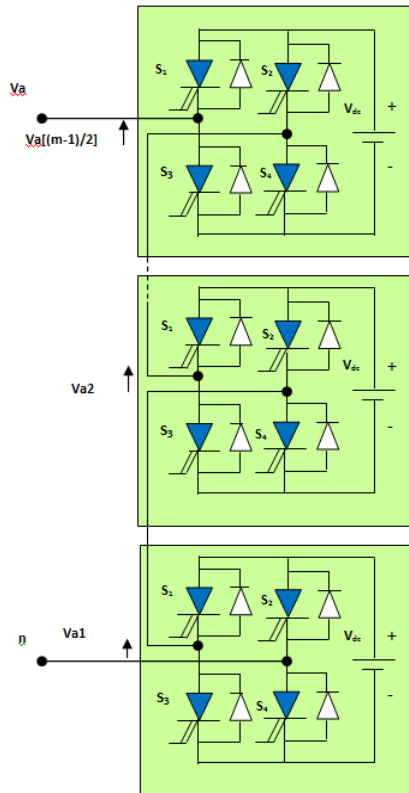 S1
S2
Va
Vdc
+
Va[(m-1)/2]
S3
S4
-
S1
S2
Vdc
+
Va2
S3
S4
-
S1
S2
n
Va1
Vdc
+
S3
S4
-